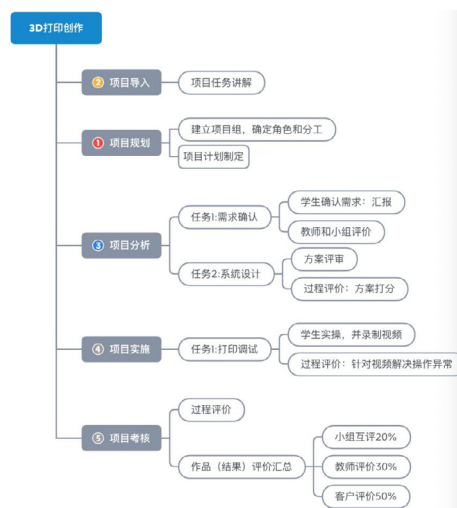 3D打印创作
② 项目导入
项目任务讲解
① 项目规划
建立项目组，确定角色和分工
项目计划制定
③ 项目分析
任务1:需求确认
学生确认需求：汇报
教师和小组评价
任务2:系统设计
方案评审
过程评价：方案打分
④ 项目实施
任务1:打印调试
学生实操，并录制视频
过程评价：针对视频解决操作异常
⑤ 项目考核
过程评价
作品（结果）评价汇总
小组互评20%
教师评价30%
客户评价50%